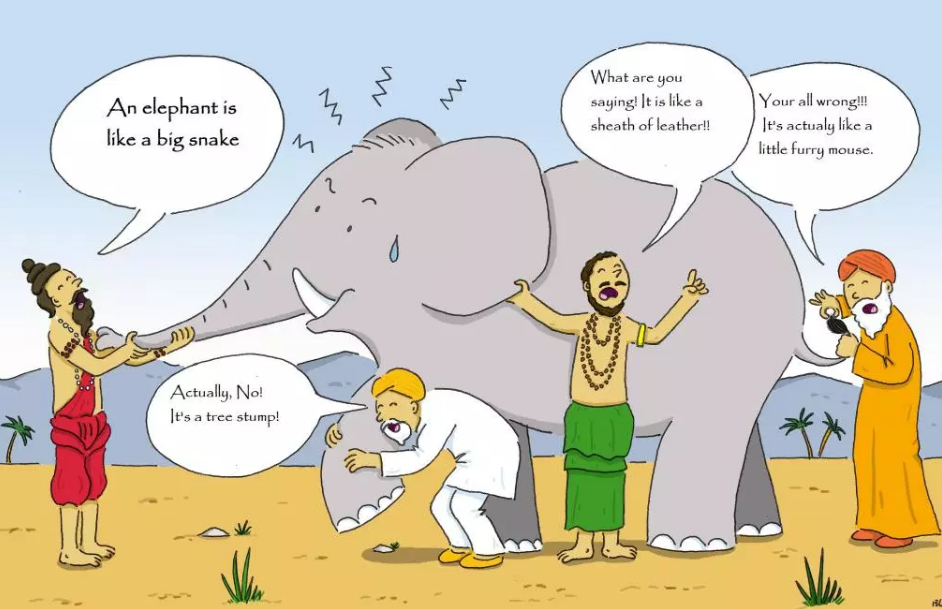 An elephant is
like a big snake
What are you
saying! It is like a
sheath of leather!!
Your all wrong!!!
It's actualy like a
little furry mouse.
Actually, No!
It's a tree stump!